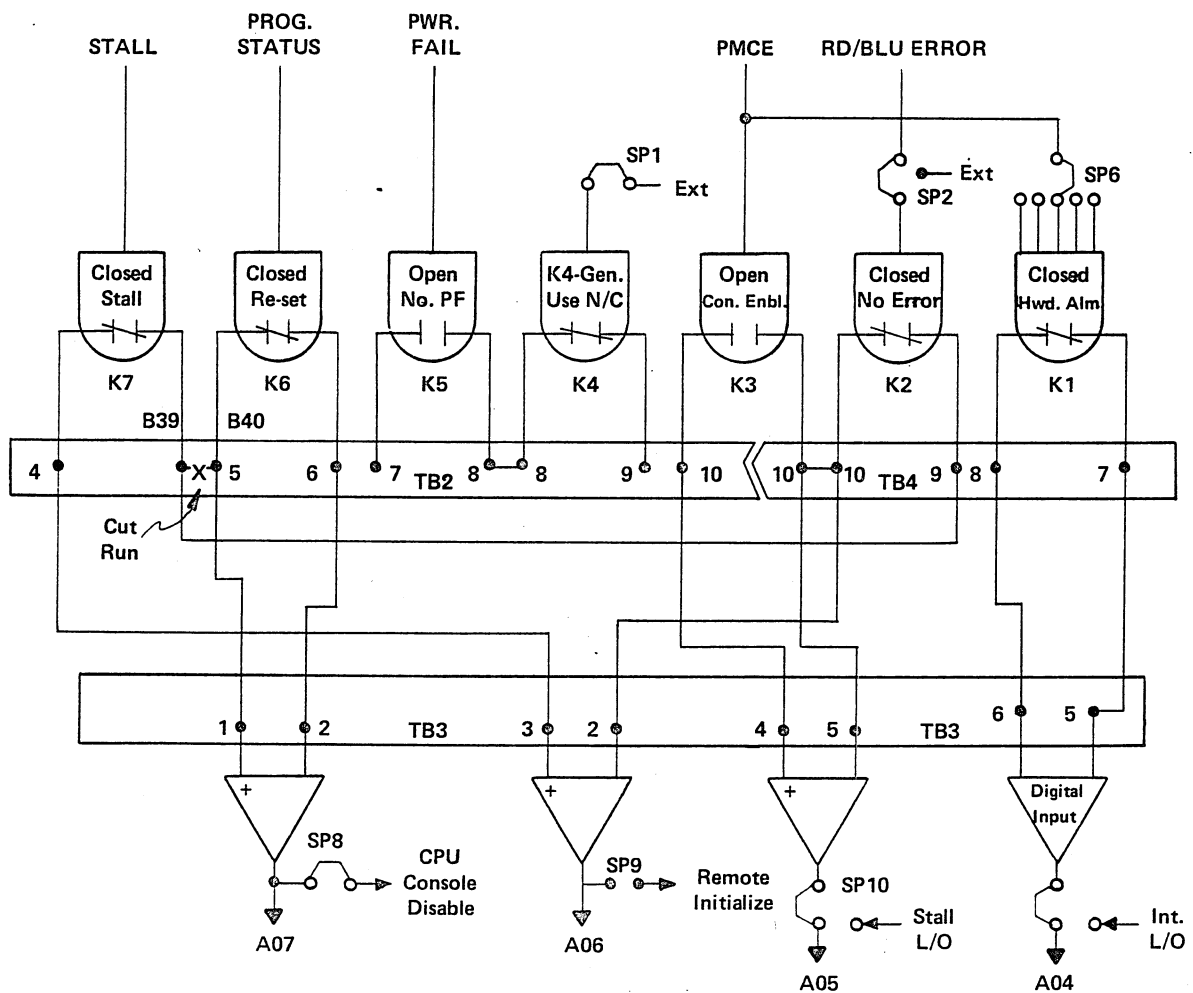 STALL
PROG.
STATUS
PWR.
FAIL
PMCE
RD/BLU ERROR
SP1
Ext
SP2
Ext
SP6
Closed
Stall
Closed
Re-set
Open
No. PF
K4-Gen.
Use N/C
Open
Con. Enbl.
Closed
No Error
Closed
Hwd. Alm.
K7
K6
K5
K4
K3
K2
K1
B39
B40
4
X
5
6
7
TB2
8
8
9
10
10
10
TB4
9
8
7
Cut
Run
1
2
TB3
3
2
4
5
TB3
6
5
+
+
+
Digital
Input
SP8
CPU
Console
Disable
A07
SP9
Remote
Initialize
A06
SP10
Stall
L/O
A05
Int.
L/O
A04